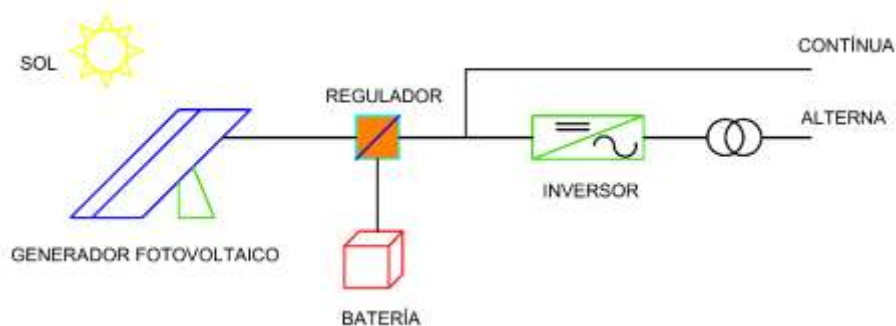 SOL
CONTÍNUA
REGULADOR
ALTERNA
INVERSOR
GENERADOR FOTOVOLTAICO
BATERÍA